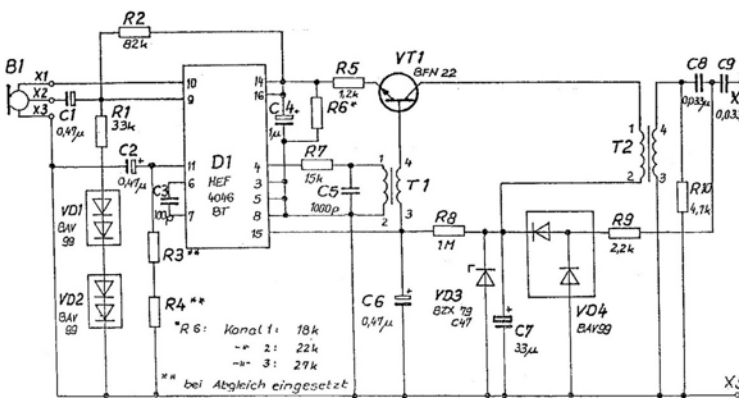 R2
82k
B1
X1
X2
X3
C1
0,47µ
R1
33k
10
9
14
16
C4
+
1µ
R5
1,2k
R6*
VT1
BFN 22
C8
0,033µ
C9
0,033
X
C2
+
0,47µ
11
6
7
C3
100p
D1
HEF
4046
BT
4
3
5
8
15
R7
15k
C5
1000p
1
2
4
3
T1
1
2
T2
4
3
R10
VD1
BAV
99
VD2
BAV
99
R3**
R4**
R8
1M
R9
2,2k
C6
0,47µ
+
VD3
BZX 79
C47
C7
33µ
+
VD4
BAV99
*R6: Kanal 1: 18k
-"- 2: 22k
-"- 3: 27k
** bei Abgleich eingesetzt